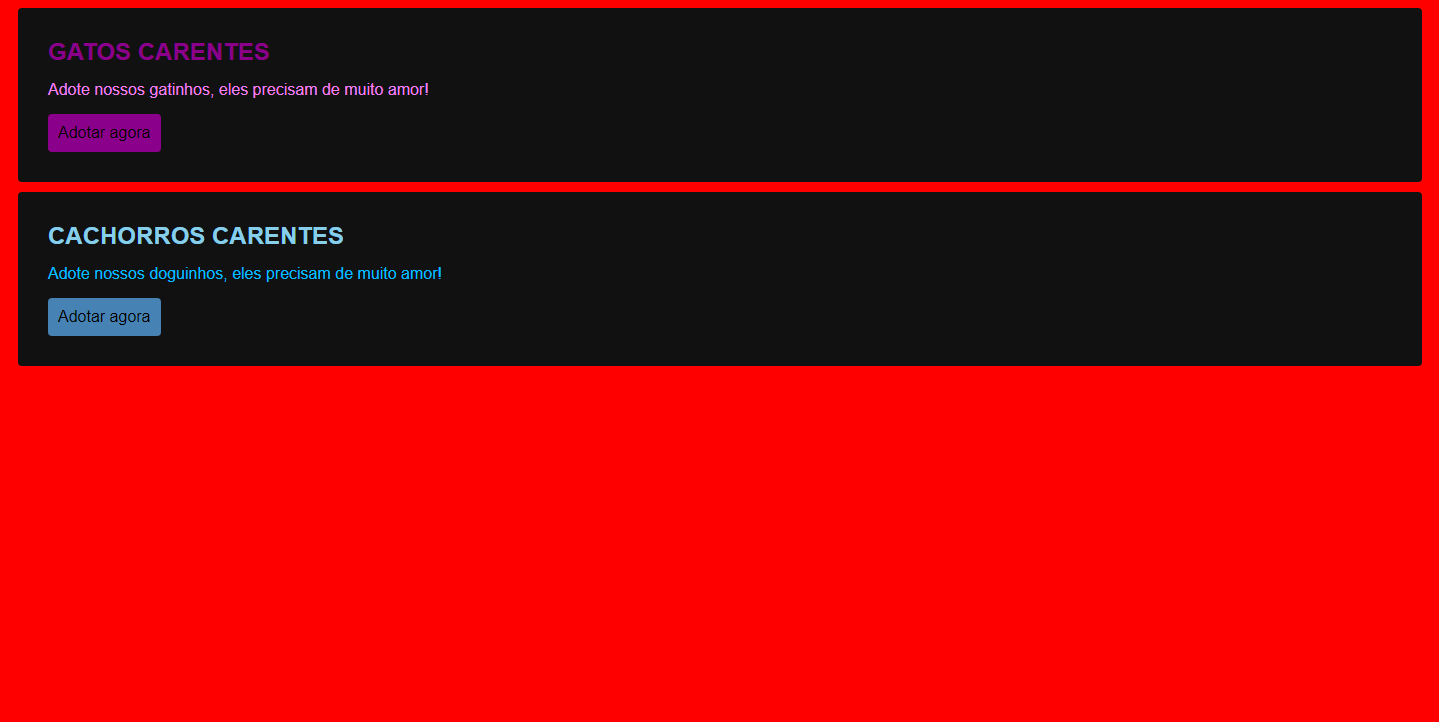 GATOS CARENTES
Adote nossos gatinhos, eles precisam de muito amor!
Adotar agora
CACHORROS CARENTES
Adote nossos doguinhos, eles precisam de muito amor!
Adotar agora